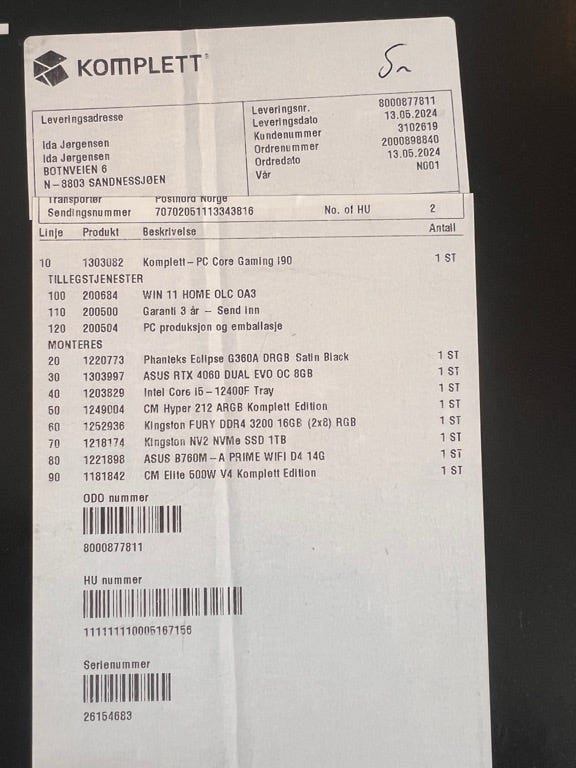 KOMPLETT®
Leveringsadresse
Ida Jørgensen
Ida Jørgensen
BOTNVEIEN 6
N-8803 SANDNESSJØEN
Leveringsnr. 8000877811
Leveringsdato 13.05.2024
Kundenummer 3102619
Ordrenummer 2000898840
Ordredato 13.05.2024
Vår N001
Transportør Postnord Norge
Sendingsnummer 70702051113343816 No. of HU 2
Linje Produkt Beskrivelse Antall
10 1303082 Komplett-PC Core Gaming i90 1 ST
TILLEGSTJENESTER
100 200684 WIN 11 HOME OLC OA3
110 200500 Garanti 3 år - Send inn
120 200504 PC produksjon og emballasje
MONTERES
20 1220773 Phanteks Eclipse G360A DRGB Satin Black 1 ST
30 1303997 ASUS RTX 4060 DUAL EVO OC 8GB 1 ST
40 1203829 Intel Core i5-12400F Tray 1 ST
50 1249004 CM Hyper 212 ARGB Komplett Edition 1 ST
60 1252936 Kingston FURY DDR4 3200 16GB (2x8) RGB 1 ST
70 1218174 Kingston NV2 NVMe SSD 1TB 1 ST
80 1221898 ASUS B760M-A PRIME WIFI D4 14G 1 ST
90 1181842 CM Elite 500W V4 Komplett Edition 1 ST
ODO nummer
8000877811
HU nummer
111111110005167156
Serienummer
26154683